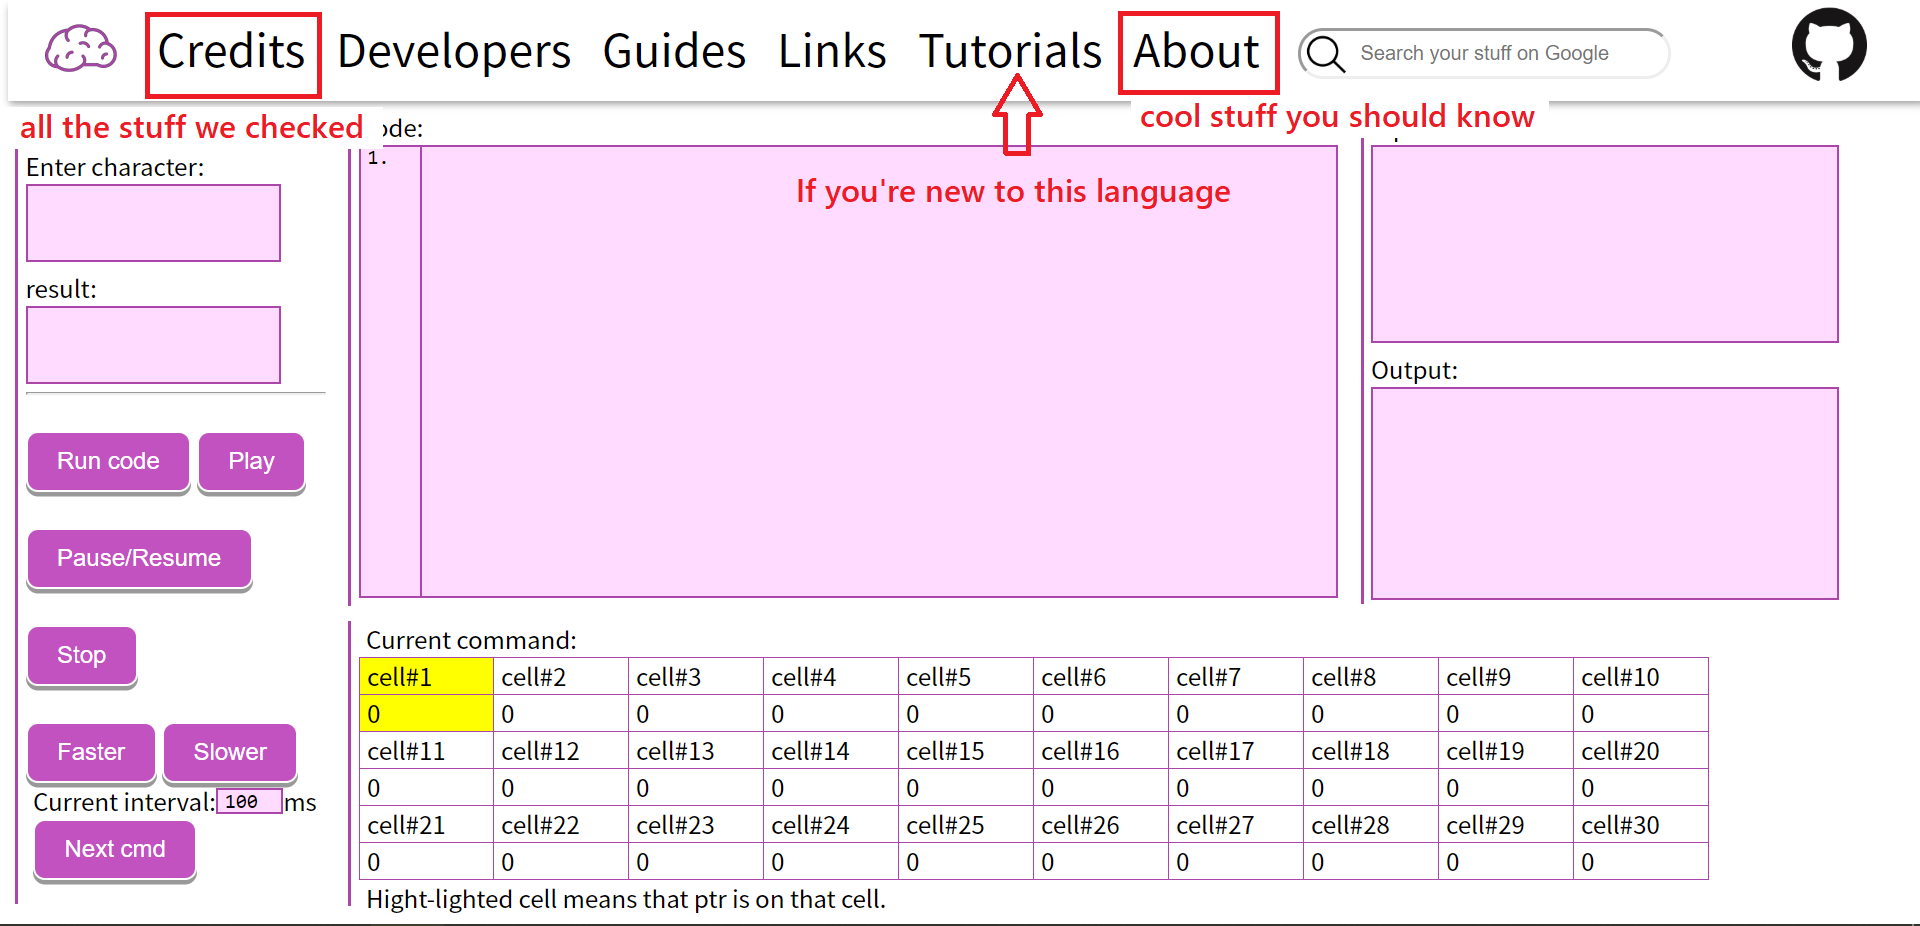 Credits Developers Guides Links Tutorials About Search your stuff on Google
all the stuff we checked
cool stuff you should know
If you're new to this language
Enter character:
result:
Run code Play
Pause/Resume
Stop
Faster Slower
Current interval: 100 ms
Next cmd
ode:
1.
Output:
Current command:
cell#1 cell#2 cell#3 cell#4 cell#5 cell#6 cell#7 cell#8 cell#9 cell#10
0 0 0 0 0 0 0 0 0 0
cell#11 cell#12 cell#13 cell#14 cell#15 cell#16 cell#17 cell#18 cell#19 cell#20
0 0 0 0 0 0 0 0 0 0
cell#21 cell#22 cell#23 cell#24 cell#25 cell#26 cell#27 cell#28 cell#29 cell#30
0 0 0 0 0 0 0 0 0 0
Hight-lighted cell means that ptr is on that cell.